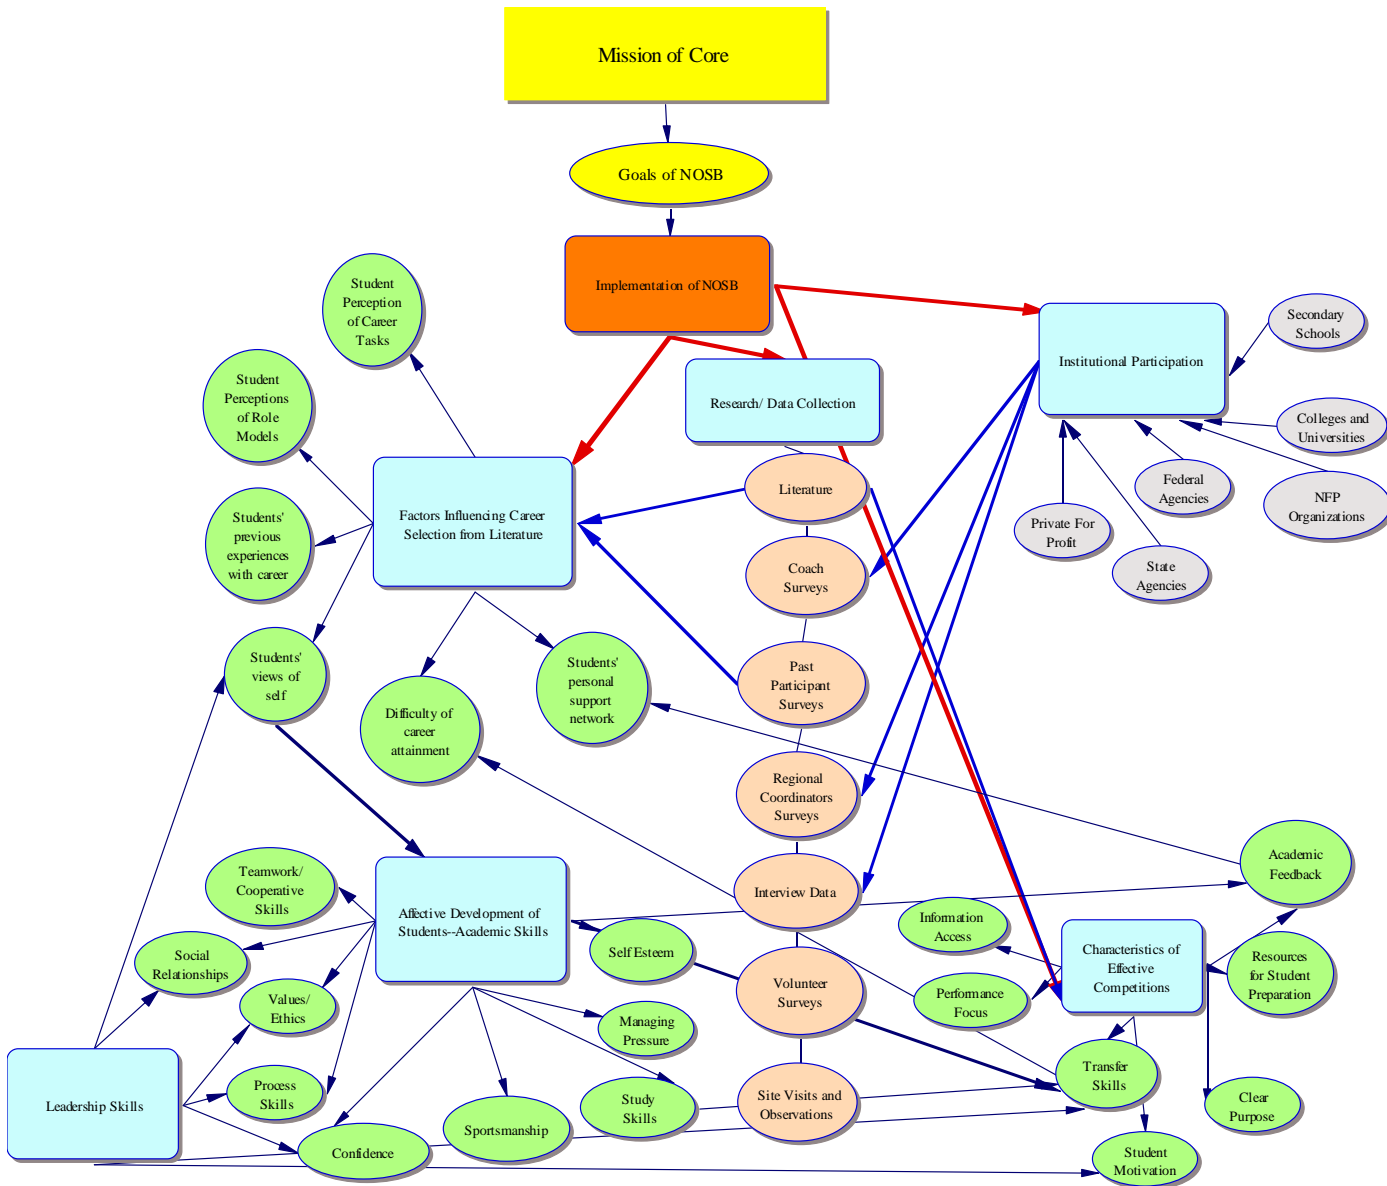 Mission of Core
Goals of NOSB
Implementation of NOSB
Student
Perception
of Career
Tasks
Secondary
Schools
Institutional Participation
Student
Perceptions
of Role
Models
Research/ Data Collection
Colleges and
Universities
Federal
Agencies
NFP
Organizations
Private For
Profit
State
Agencies
Literature
Factors Influencing Career
Selection from Literature
Students'
previous
experiences
with career
Coach
Surveys
Students'
views of
self
Students'
personal
support
network
Past
Participant
Surveys
Difficulty of
career
attainment
Regional
Coordinators
Surveys
Academic
Feedback
Teamwork/
Cooperative
Skills
Interview Data
Affective Development of
Students--Academic Skills
Self Esteem
Information
Access
Characteristics of
Effective
Competitions
Resources
for Student
Preparation
Social
Relationships
Values/
Ethics
Volunteer
Surveys
Performance
Focus
Managing
Pressure
Transfer
Skills
Leadership Skills
Process
Skills
Study
Skills
Site Visits and
Observations
Clear
Purpose
Sportsmanship
Confidence
Student
Motivation